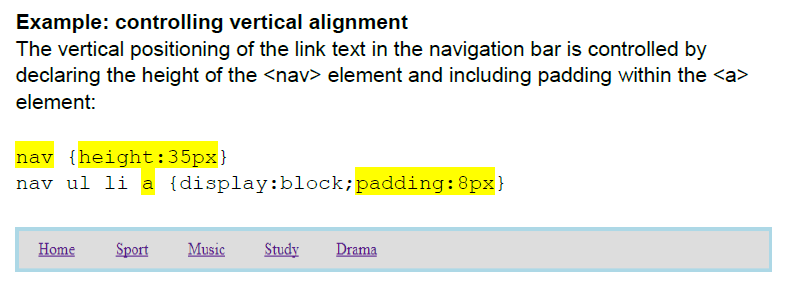 Example: controlling vertical alignment
The vertical positioning of the link text in the navigation bar is controlled by
declaring the height of the <nav> element and including padding within the <a>
element:
nav {height:35px}
nav ul li a {display:block;padding:8px}
Home Sport Music Study Drama